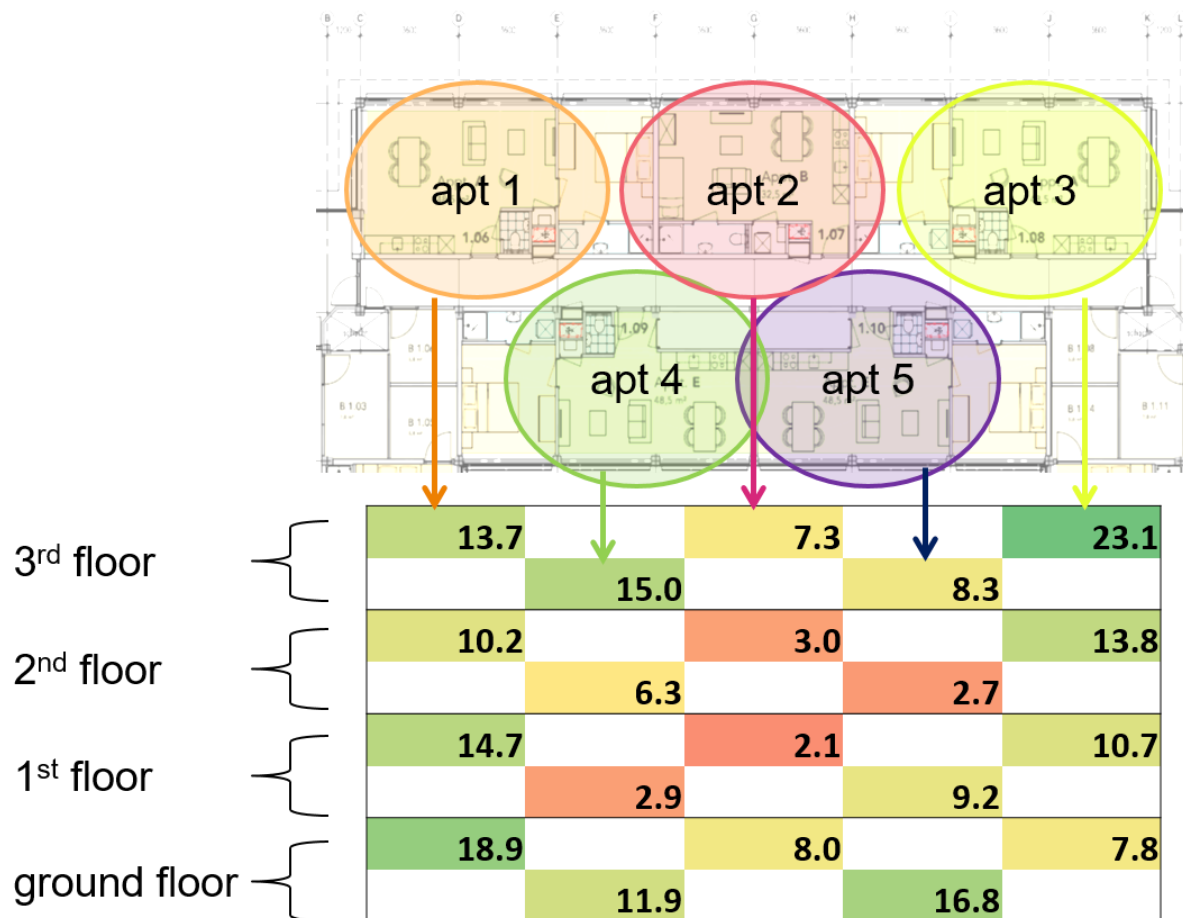 B C D E F G H I J K L
apt 1 apt 2 apt 3
1.06 1.07 1.08
1.09 1.10
apt 4 apt 5
B 1.03
3rd floor
13.7 7.3 23.1
15.0 8.3
2nd floor
10.2 3.0 13.8
6.3 2.7
1st floor
14.7 2.1 10.7
2.9 9.2
ground floor
18.9 8.0 7.8
11.9 16.8